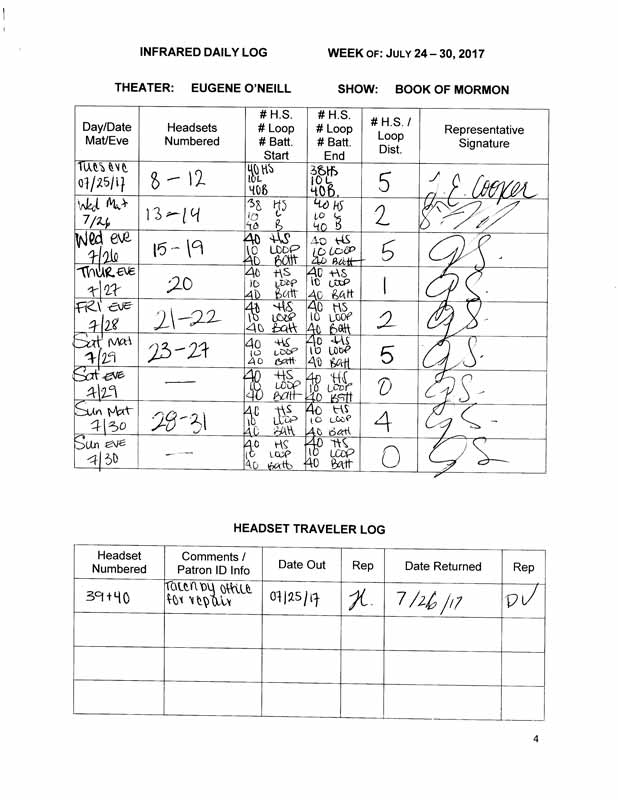 INFRARED DAILY LOG WEEK OF: JULY 24 – 30, 2017
THEATER: EUGENE O'NEILL SHOW: BOOK OF MORMON
Day/Date
Mat/Eve
Headsets
Numbered
# H.S.
# Loop
# Batt.
Start
# H.S.
# Loop
# Batt.
End
# H.S. /
Loop
Dist.
Representative
Signature
Tues eve
07/25/17
8 – 12
40 HS
10L
40B
38 HS
10L
40B.
5
J. E. Cooper
Wed Mat
7/26
13 – 14
38 HS
10 L
40 B
40 HS
10 L
40 B
2
Wed eve
7/26
15 – 19
40 HS
10 LOOP
40 BATT
40 HS
10 LOOP
40 Batt
5
GS.
THUR EVE
7/27
20
40 HS
10 LOOP
40 Batt
40 HS
10 LOOP
40 Batt
1
GS.
FRI EVE
7/28
21-22
40 HS
10 LOOP
40 Batt
40 HS
10 LOOP
40 Batt
2
GS.
Sat Mat
7/29
23-27
40 HS
10 LOOP
40 Batt
40 HS
10 LOOP
40 Batt
5
GS.
Sat EVE
7/29
—
40 HS
10 LOOP
40 Batt
40 HS
10 LOOP
40 Batt
0
GS.
Sun Mat
7/30
28-31
40 HS
10 LOOP
40 Batt
40 HS
10 LOOP
40 Batt
4
GS.
Sun EVE
7/30
—
40 HS
10 LOOP
40 Batt
40 HS
10 LOOP
40 Batt
0
GS.
HEADSET TRAVELER LOG
Headset
Numbered
Comments /
Patron ID Info
Date Out
Rep
Date Returned
Rep
39+40
Taken by office
for repair
07/25/17
7/26/17
DV
4